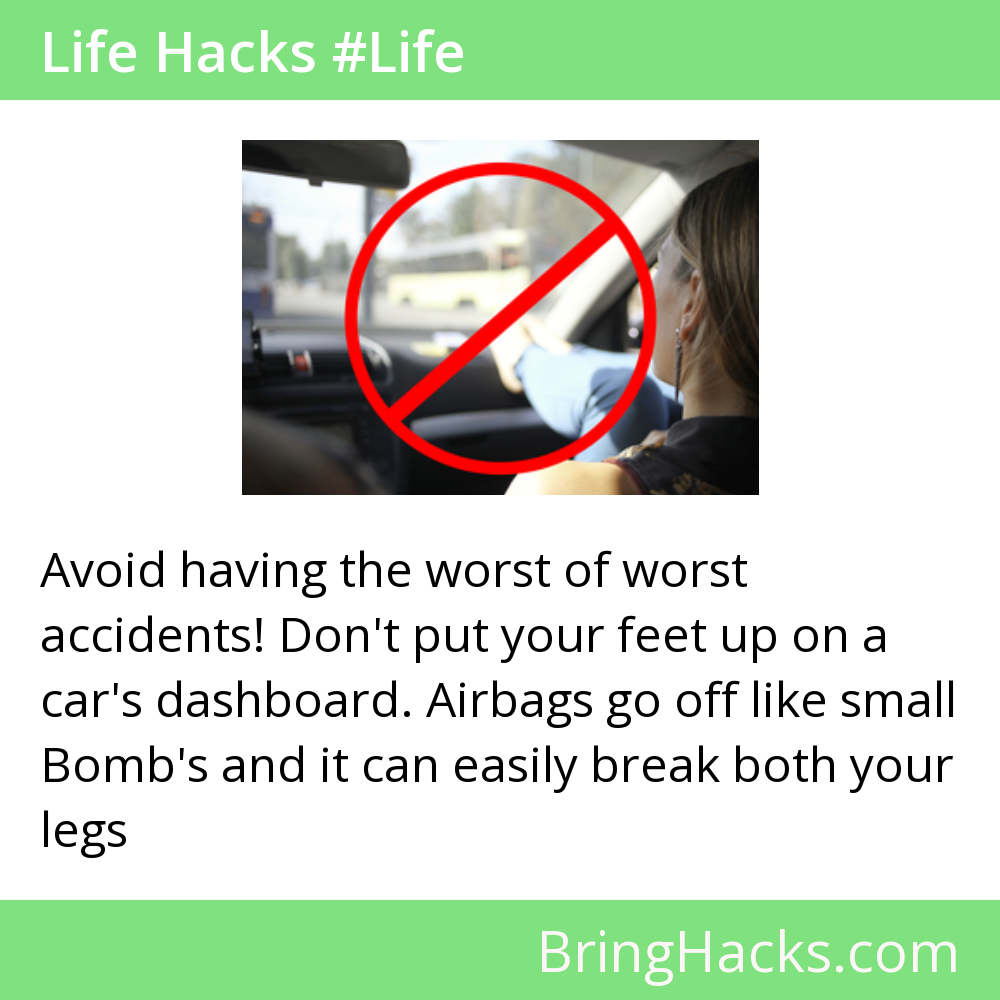 Life Hacks #Life
Avoid having the worst of worst
accidents! Don't put your feet up on a
car's dashboard. Airbags go off like small
Bomb's and it can easily break both your
legs
BringHacks.com